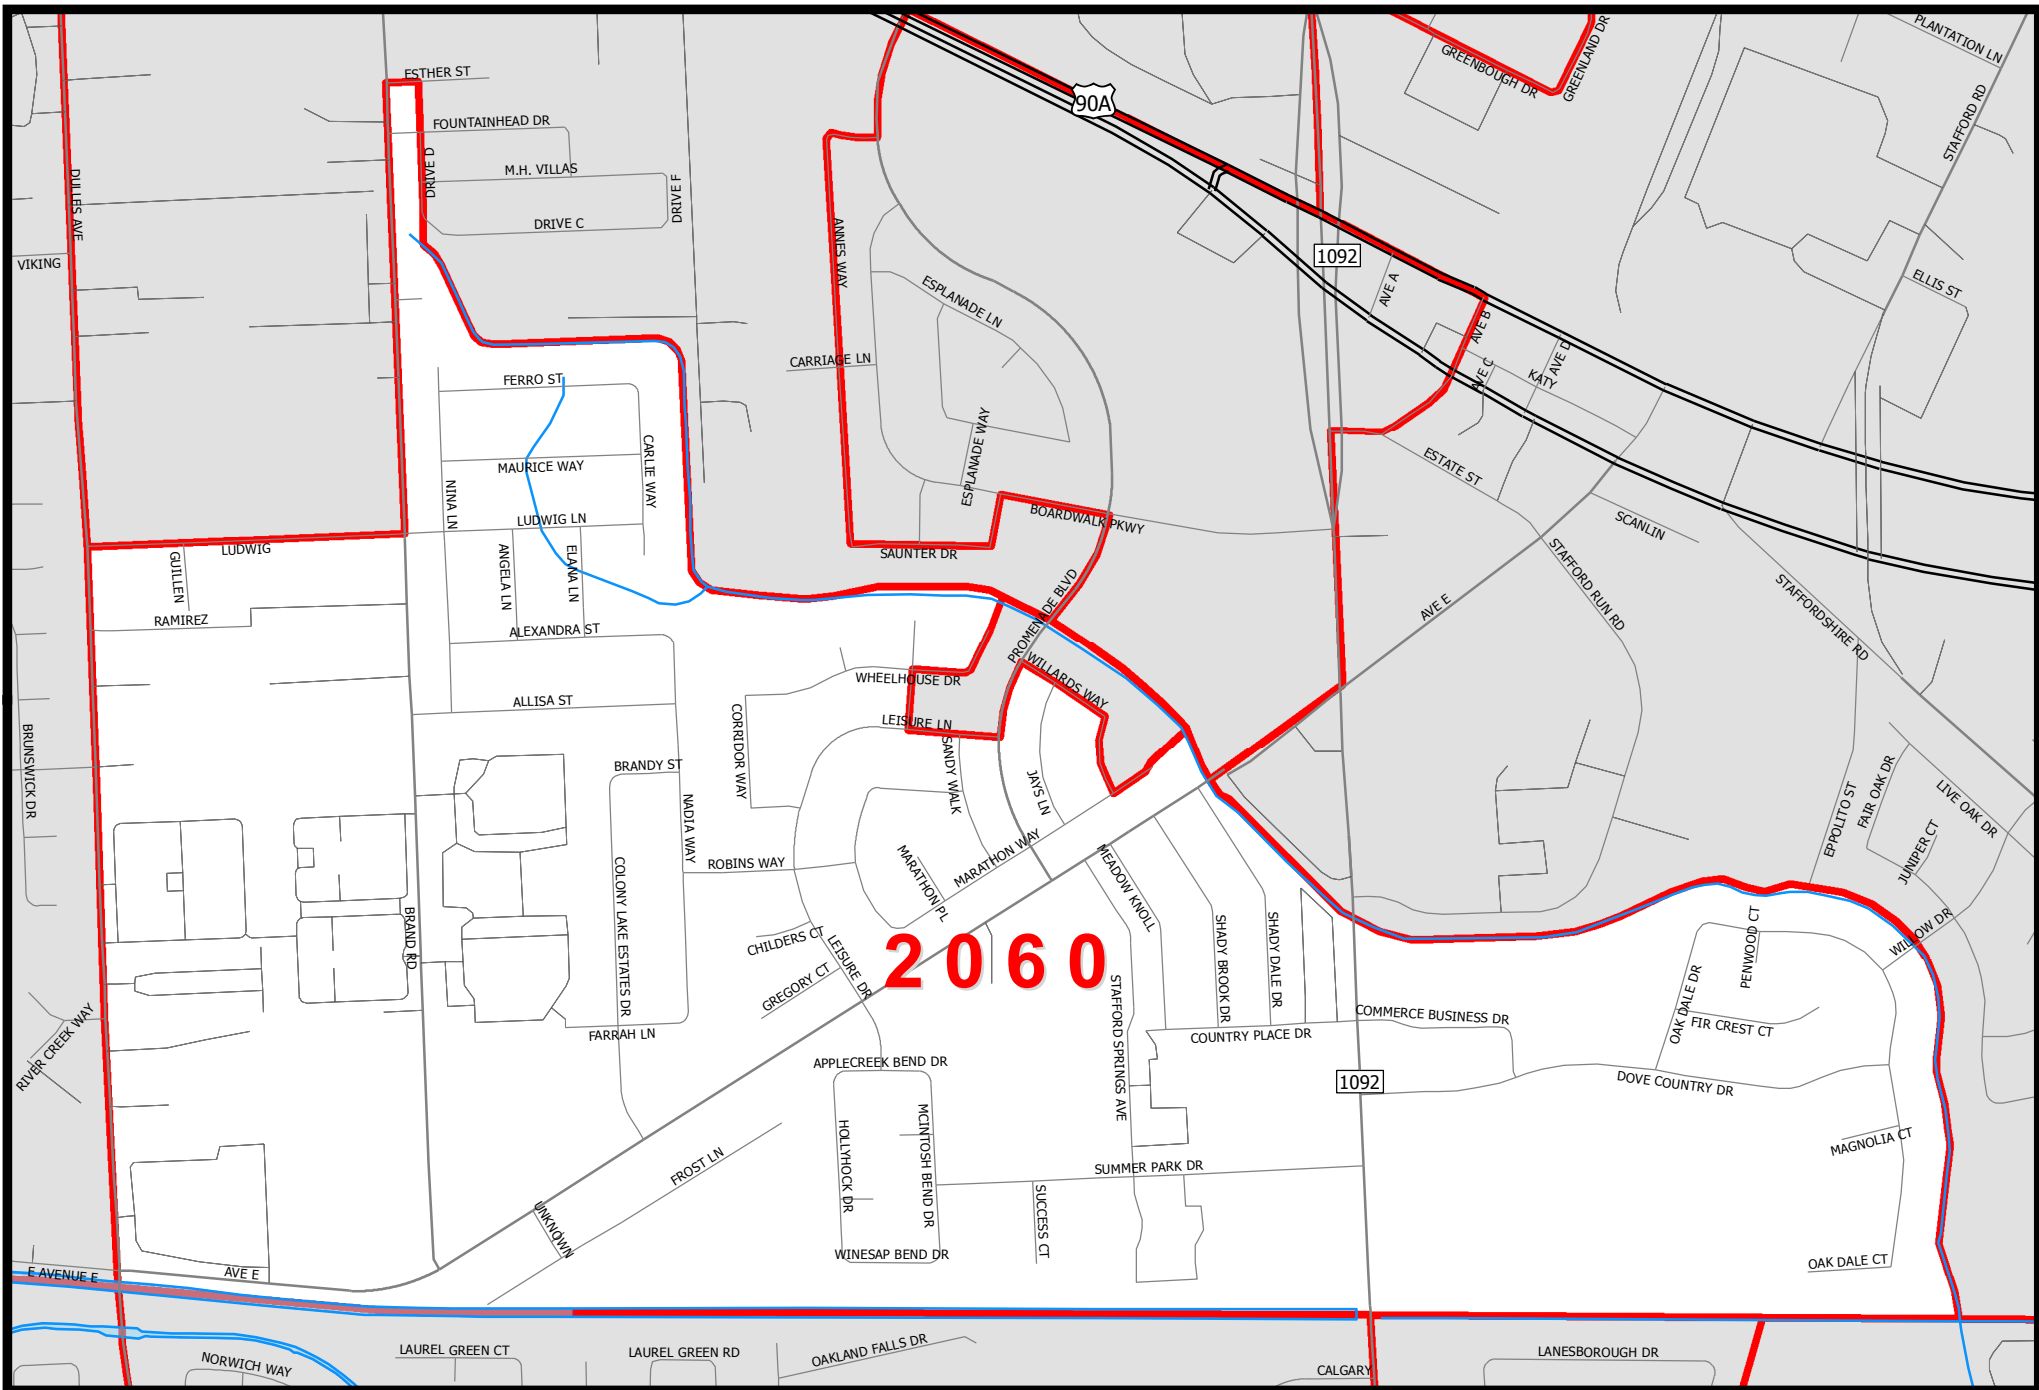 PLANTATION LN
GREENLAND DR
GREENBOUGH DR
STAFFORD RD
ESTHER ST
90A
FOUNTAINHEAD DR
DRIVE D
M.H. VILLAS
DRIVE F
DULLES AVE
DRIVE C
ANNES WAY
VIKING
1092
AVE A
ELLIS ST
ESPLANADE LN
AVE B
CARRIAGE LN
AVE C
AVE D
KATY
FERRO ST
CARLIE WAY
MAURICE WAY
ESPLANADE WAY
ESTATE ST
NINA LN
LUDWIG LN
BOARDWALK PKWY
SCANLIN
LUDWIG
GUILLEN
ANGELA LN
ELANA LN
SAUNTER DR
STAFFORD RUN RD
STAFFORDSHIRE RD
PROMENADE BLVD
AVE E
RAMIREZ
ALEXANDRA ST
WHEELHOUSE DR
WILLARDS WAY
ALLISA ST
CORRIDOR WAY
LEISURE LN
SANDY WALK
BRUNSWICK DR
BRANDY ST
JAYS LN
NADIA WAY
ROBINS WAY
MARATHON PL
MARATHON WAY
MEADOW KNOLL
EPPOLITO ST
FAIR OAK DR
LIVE OAK DR
JUNIPER CT
COLONY LAKE ESTATES DR
BRAND RD
CHILDERS CT
LEISURE DR
GREGORY CT
2060
SHADY BROOK DR
SHADY DALE DR
STAFFORD SPRINGS AVE
PENWOOD CT
WILLOW DR
OAK DALE DR
FIR CREST CT
COMMERCE BUSINESS DR
COUNTRY PLACE DR
RIVER CREEK WAY
FARRAH LN
APPLECREEK BEND DR
1092
DOVE COUNTRY DR
HOLLYHOCK DR
MCINTOSH BEND DR
MAGNOLIA CT
FROST LN
SUMMER PARK DR
SUCCESS CT
UNKNOWN
WINESAP BEND DR
OAK DALE CT
E AVENUE E
AVE E
NORWICH WAY
LAUREL GREEN CT
LAUREL GREEN RD
OAKLAND FALLS DR
CALGARY
LANESBOROUGH DR